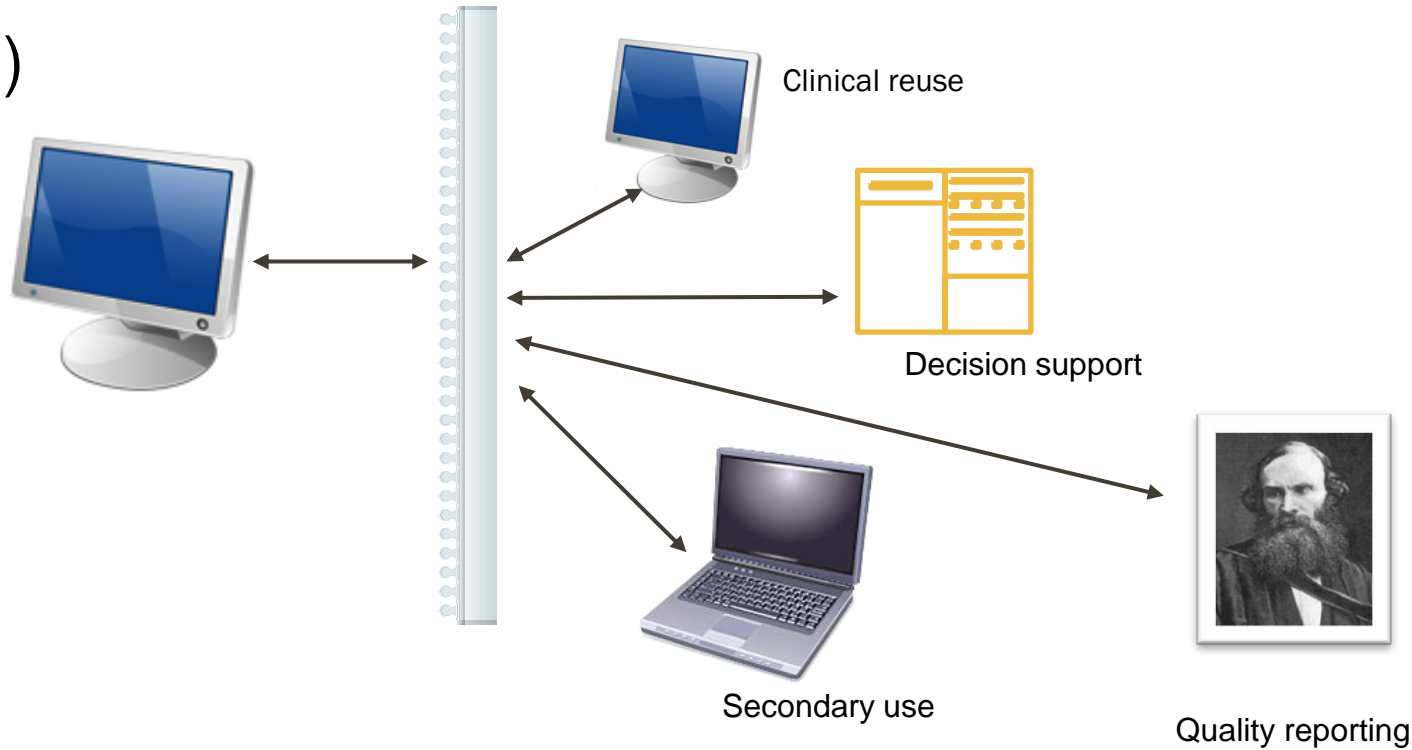 )
Clinical reuse
Decision support
Secondary use
Quality reporting